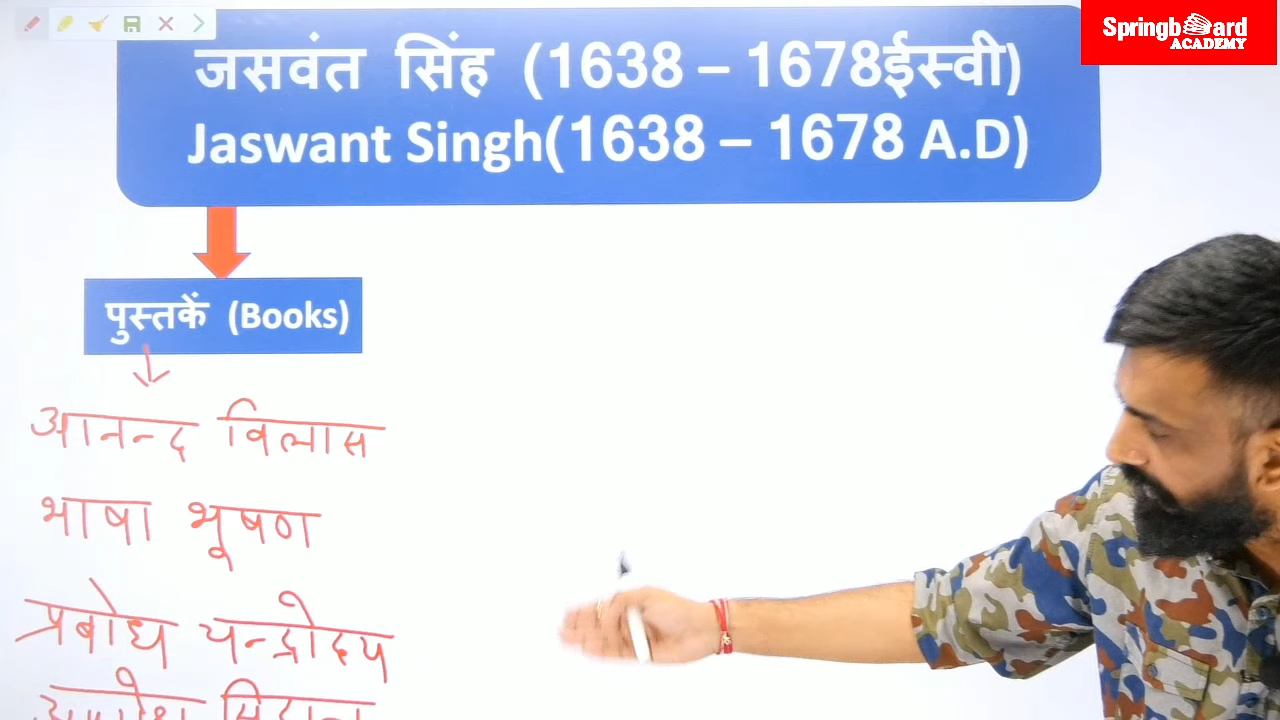 Springboard
ACADEMY
जसवंत सिंह (1638 – 1678ईस्वी)
Jaswant Singh(1638 – 1678 A.D)
पुस्तकें (Books)
आनन्द विलास
भाषा भूषण
प्रबोध चन्द्रोदय